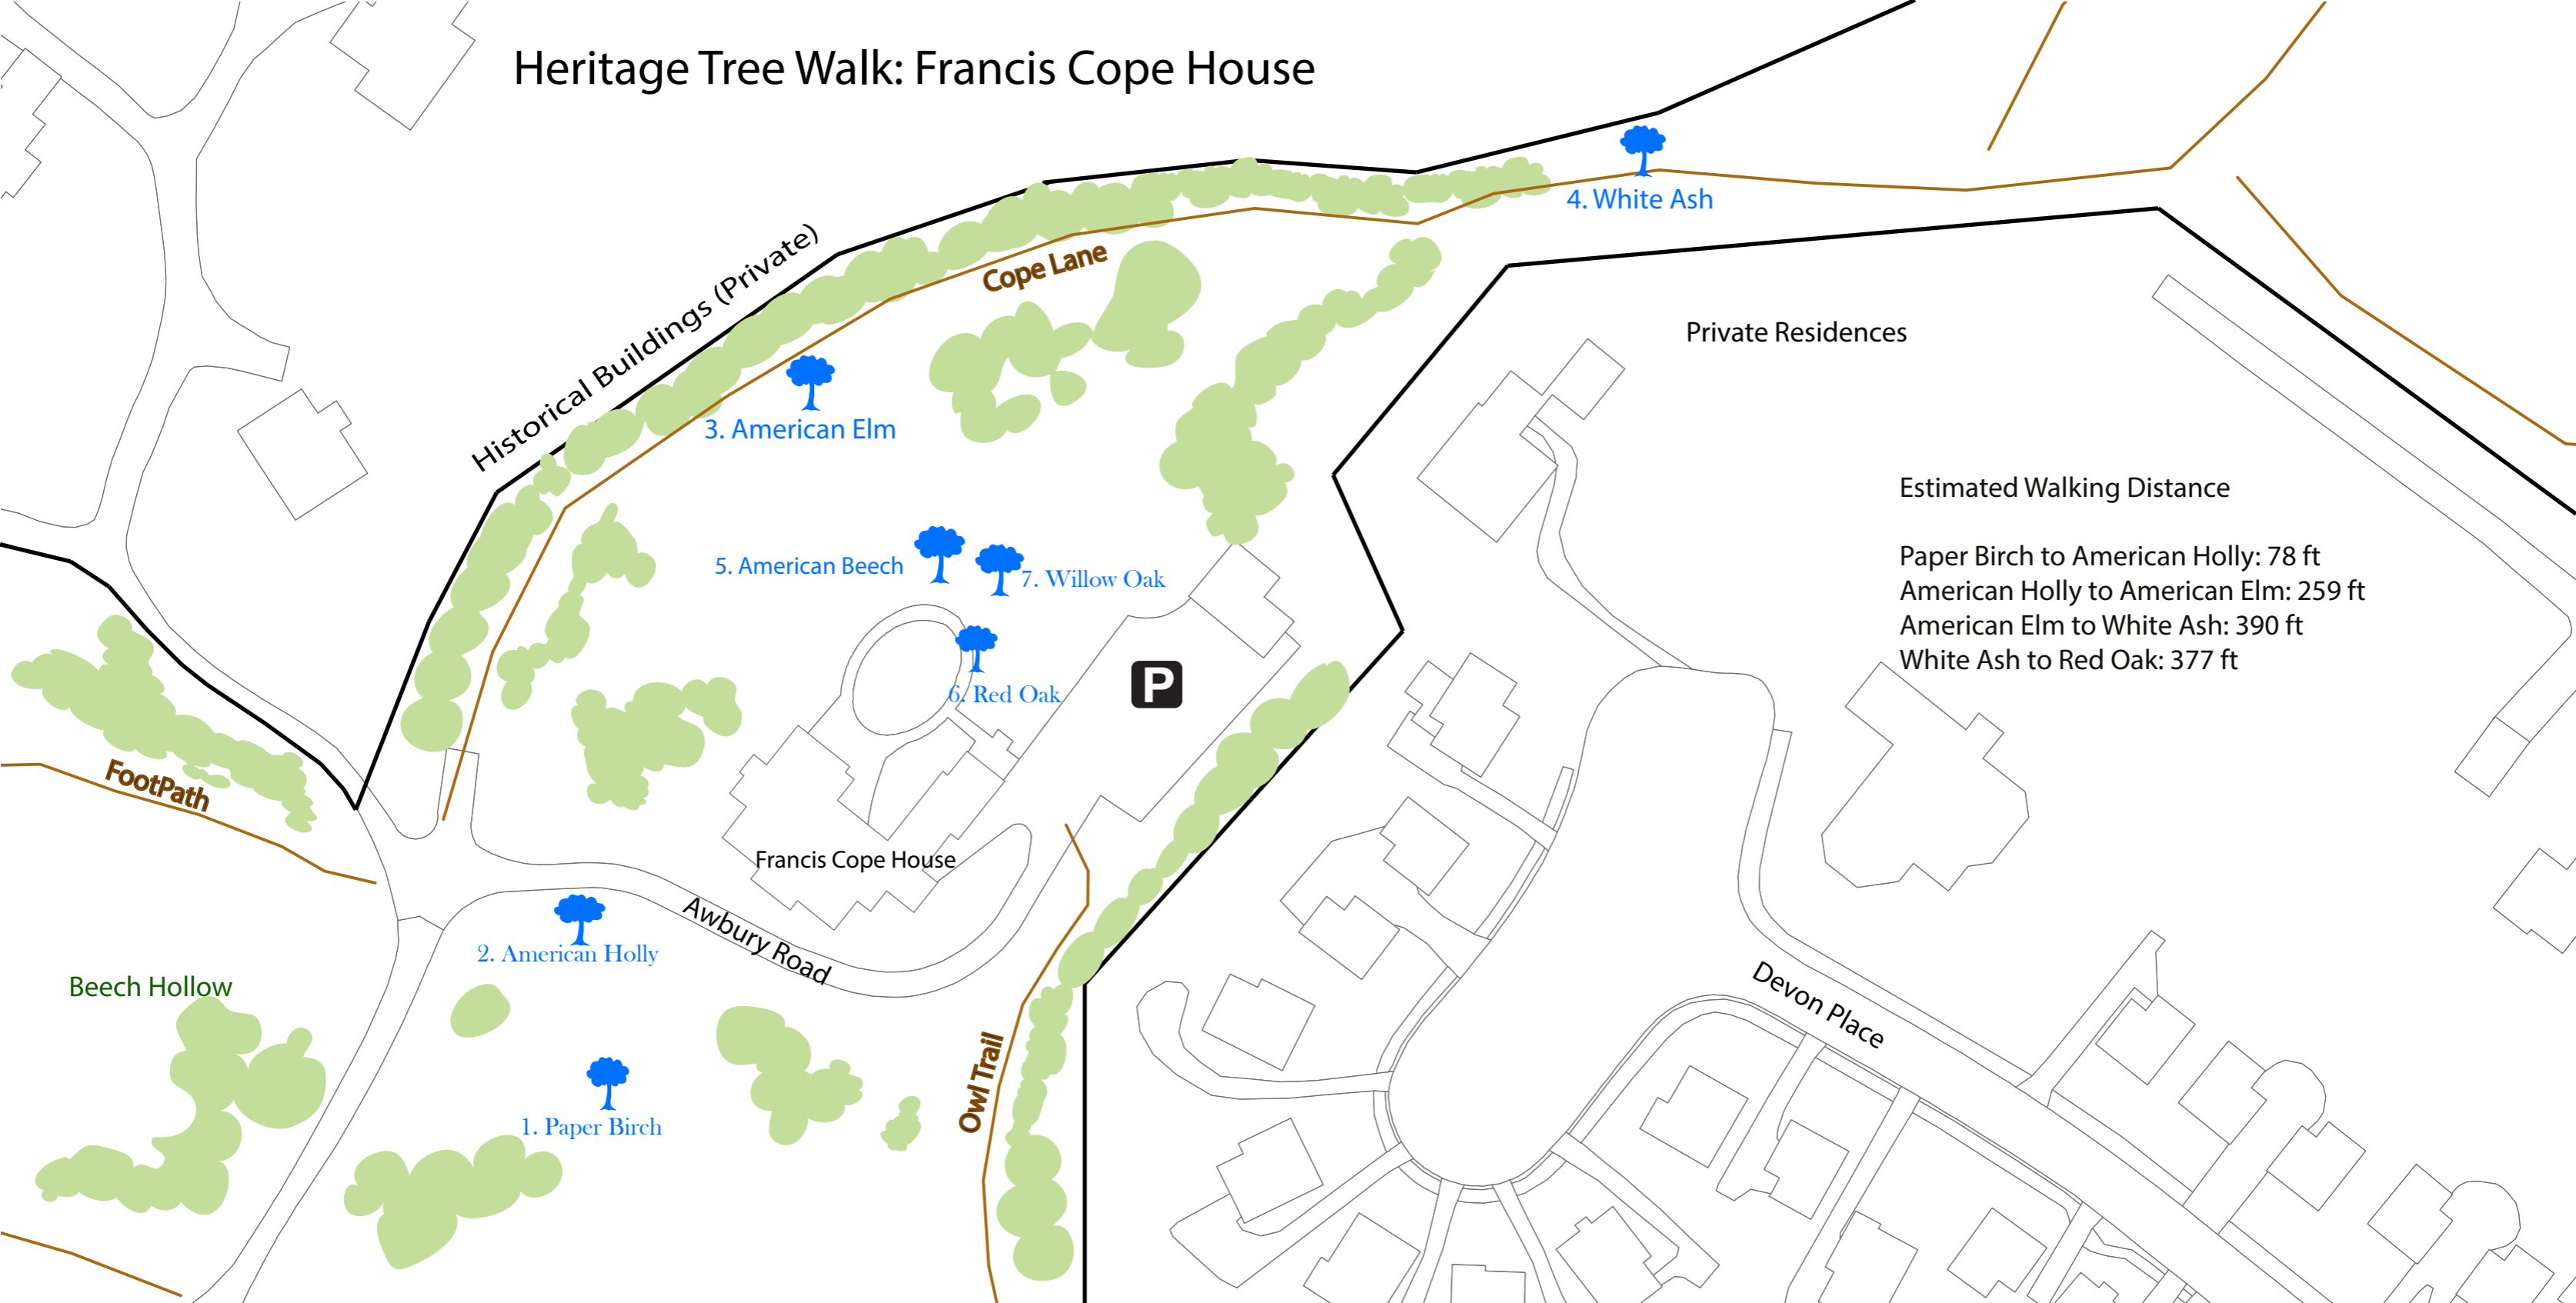 Heritage Tree Walk: Francis Cope House
4. White Ash
Historical Buildings (Private)
Cope Lane
Private Residences
3. American Elm
Estimated Walking Distance
Paper Birch to American Holly: 78 ft
American Holly to American Elm: 259 ft
American Elm to White Ash: 390 ft
White Ash to Red Oak: 377 ft
5. American Beech
7. Willow Oak
6. Red Oak
P
FootPath
Francis Cope House
Awbury Road
2. American Holly
Beech Hollow
Devon Place
Owl Trail
1. Paper Birch